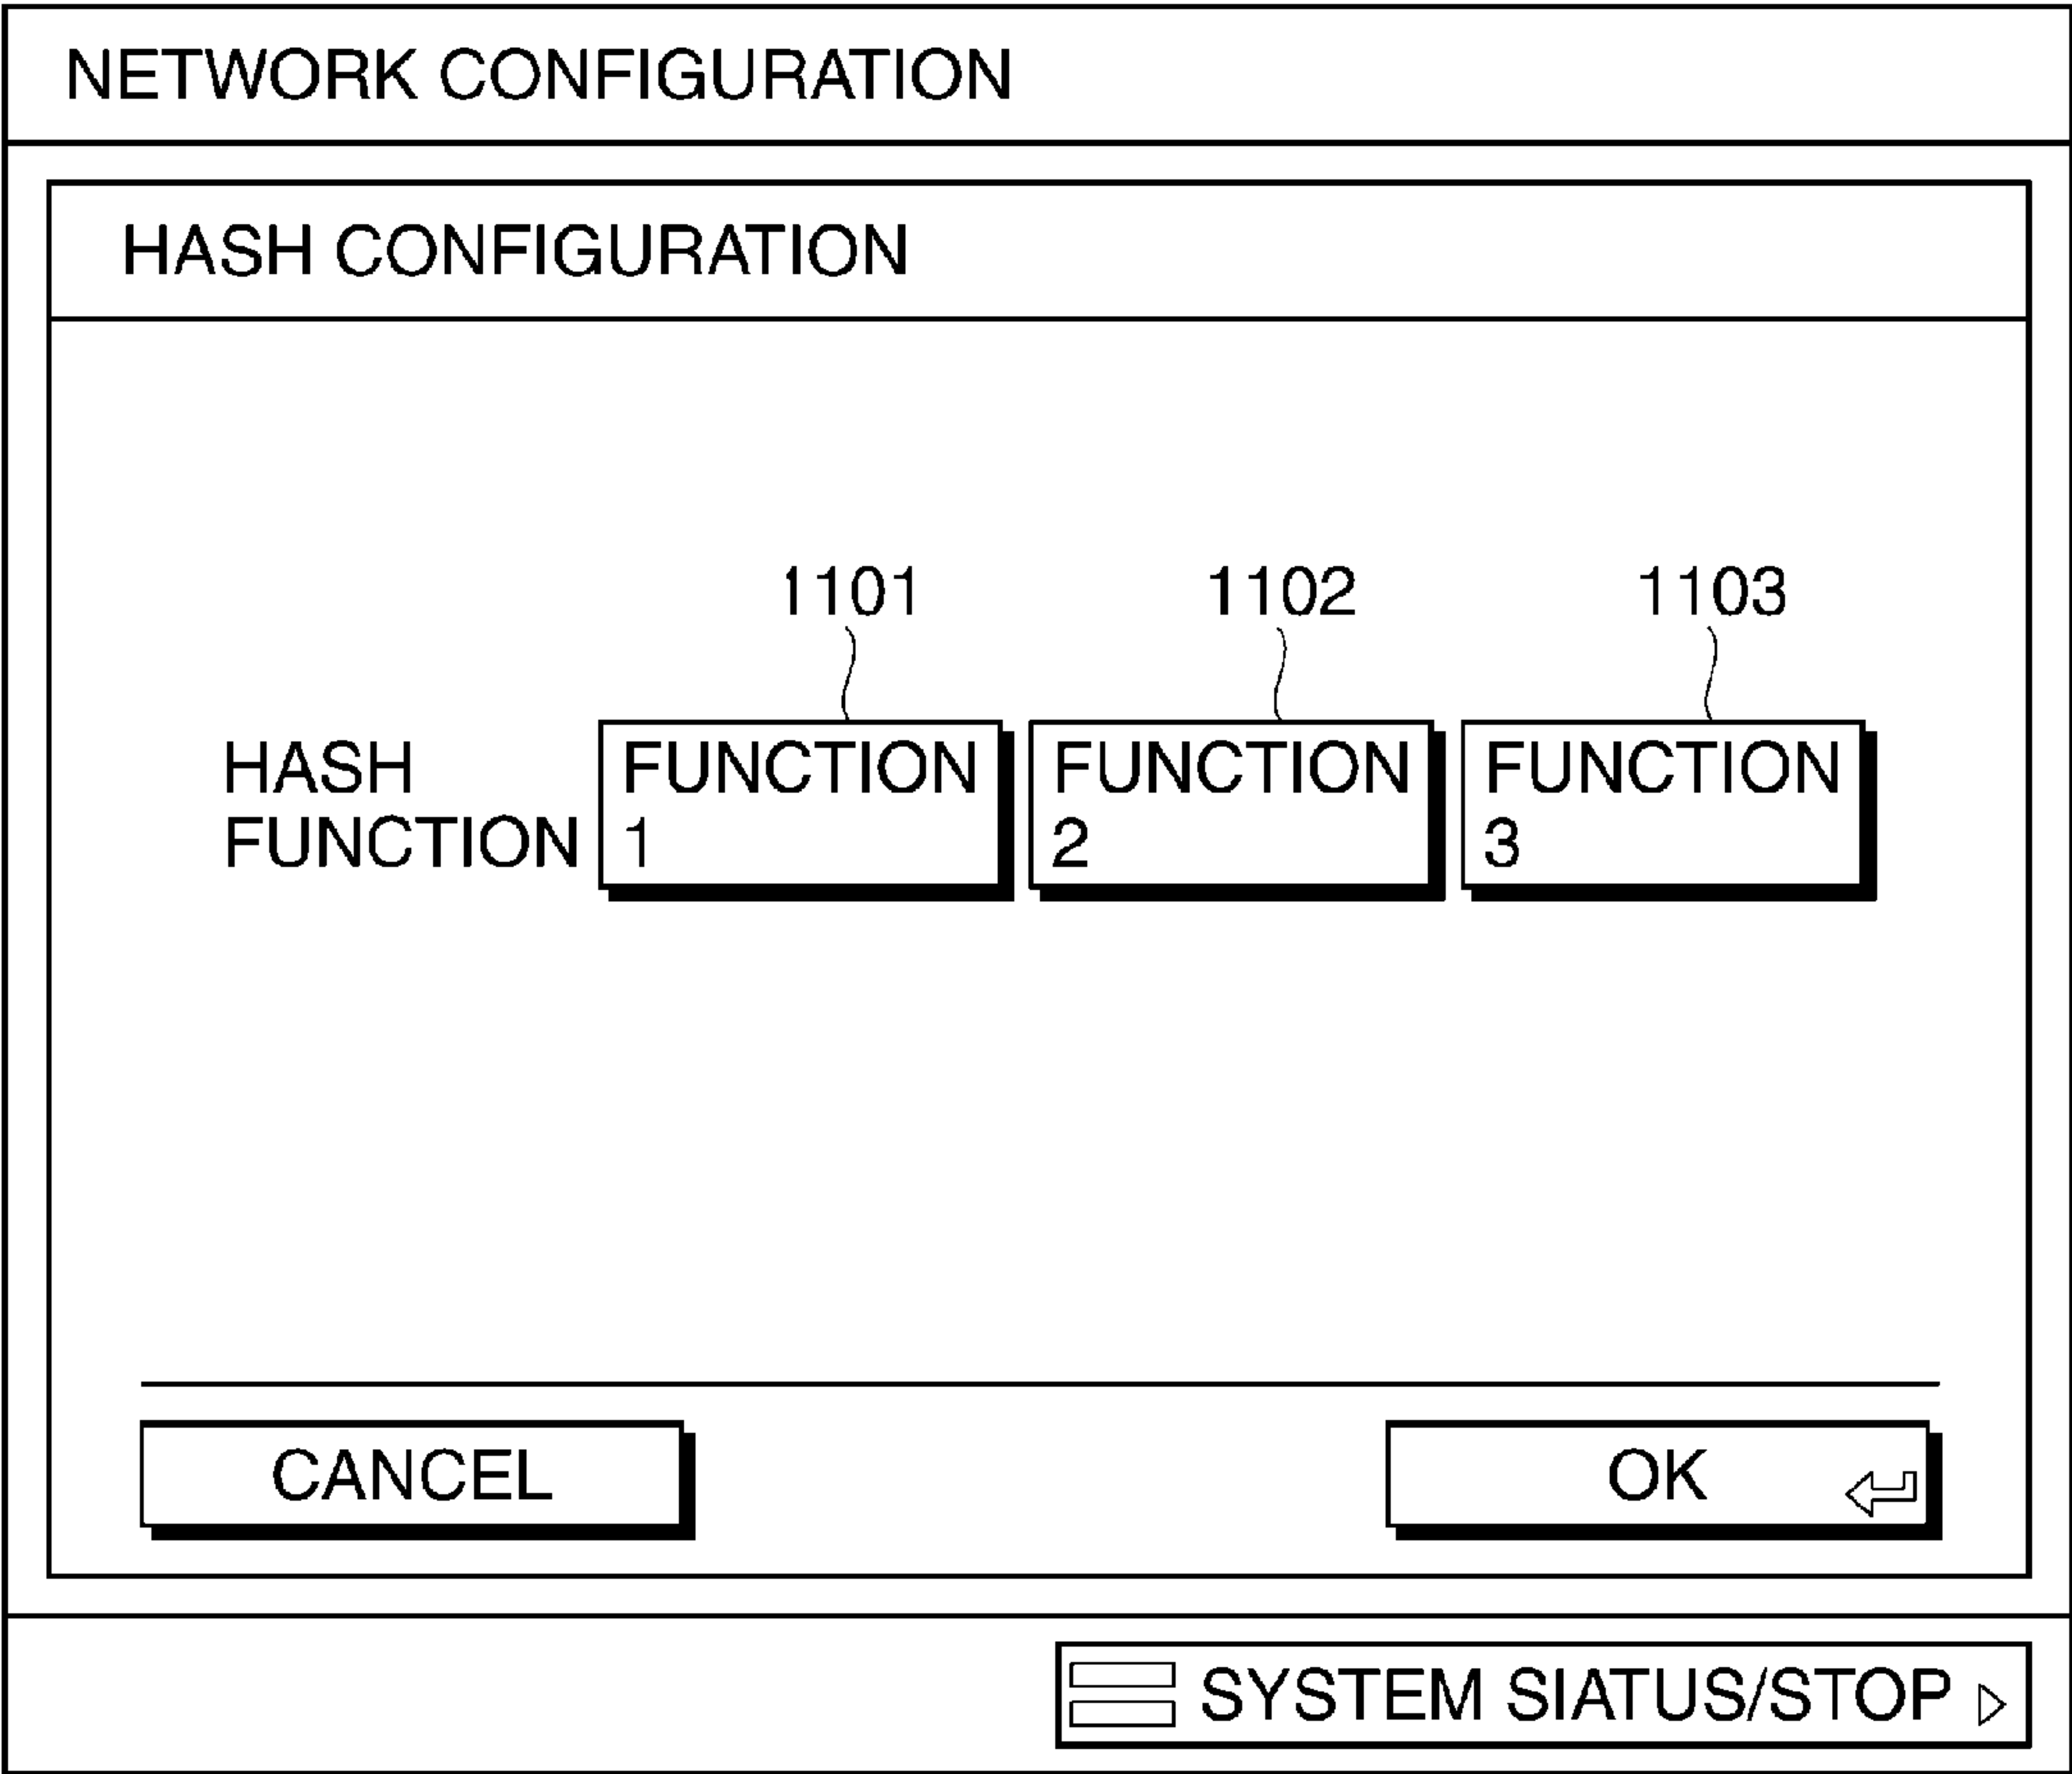 NETWORK CONFIGURATION
HASH CONFIGURATION
1101 1102 1103
HASH FUNCTION FUNCTION FUNCTION
FUNCTION 1 2 3
CANCEL OK
SYSTEM SIATUS/STOP